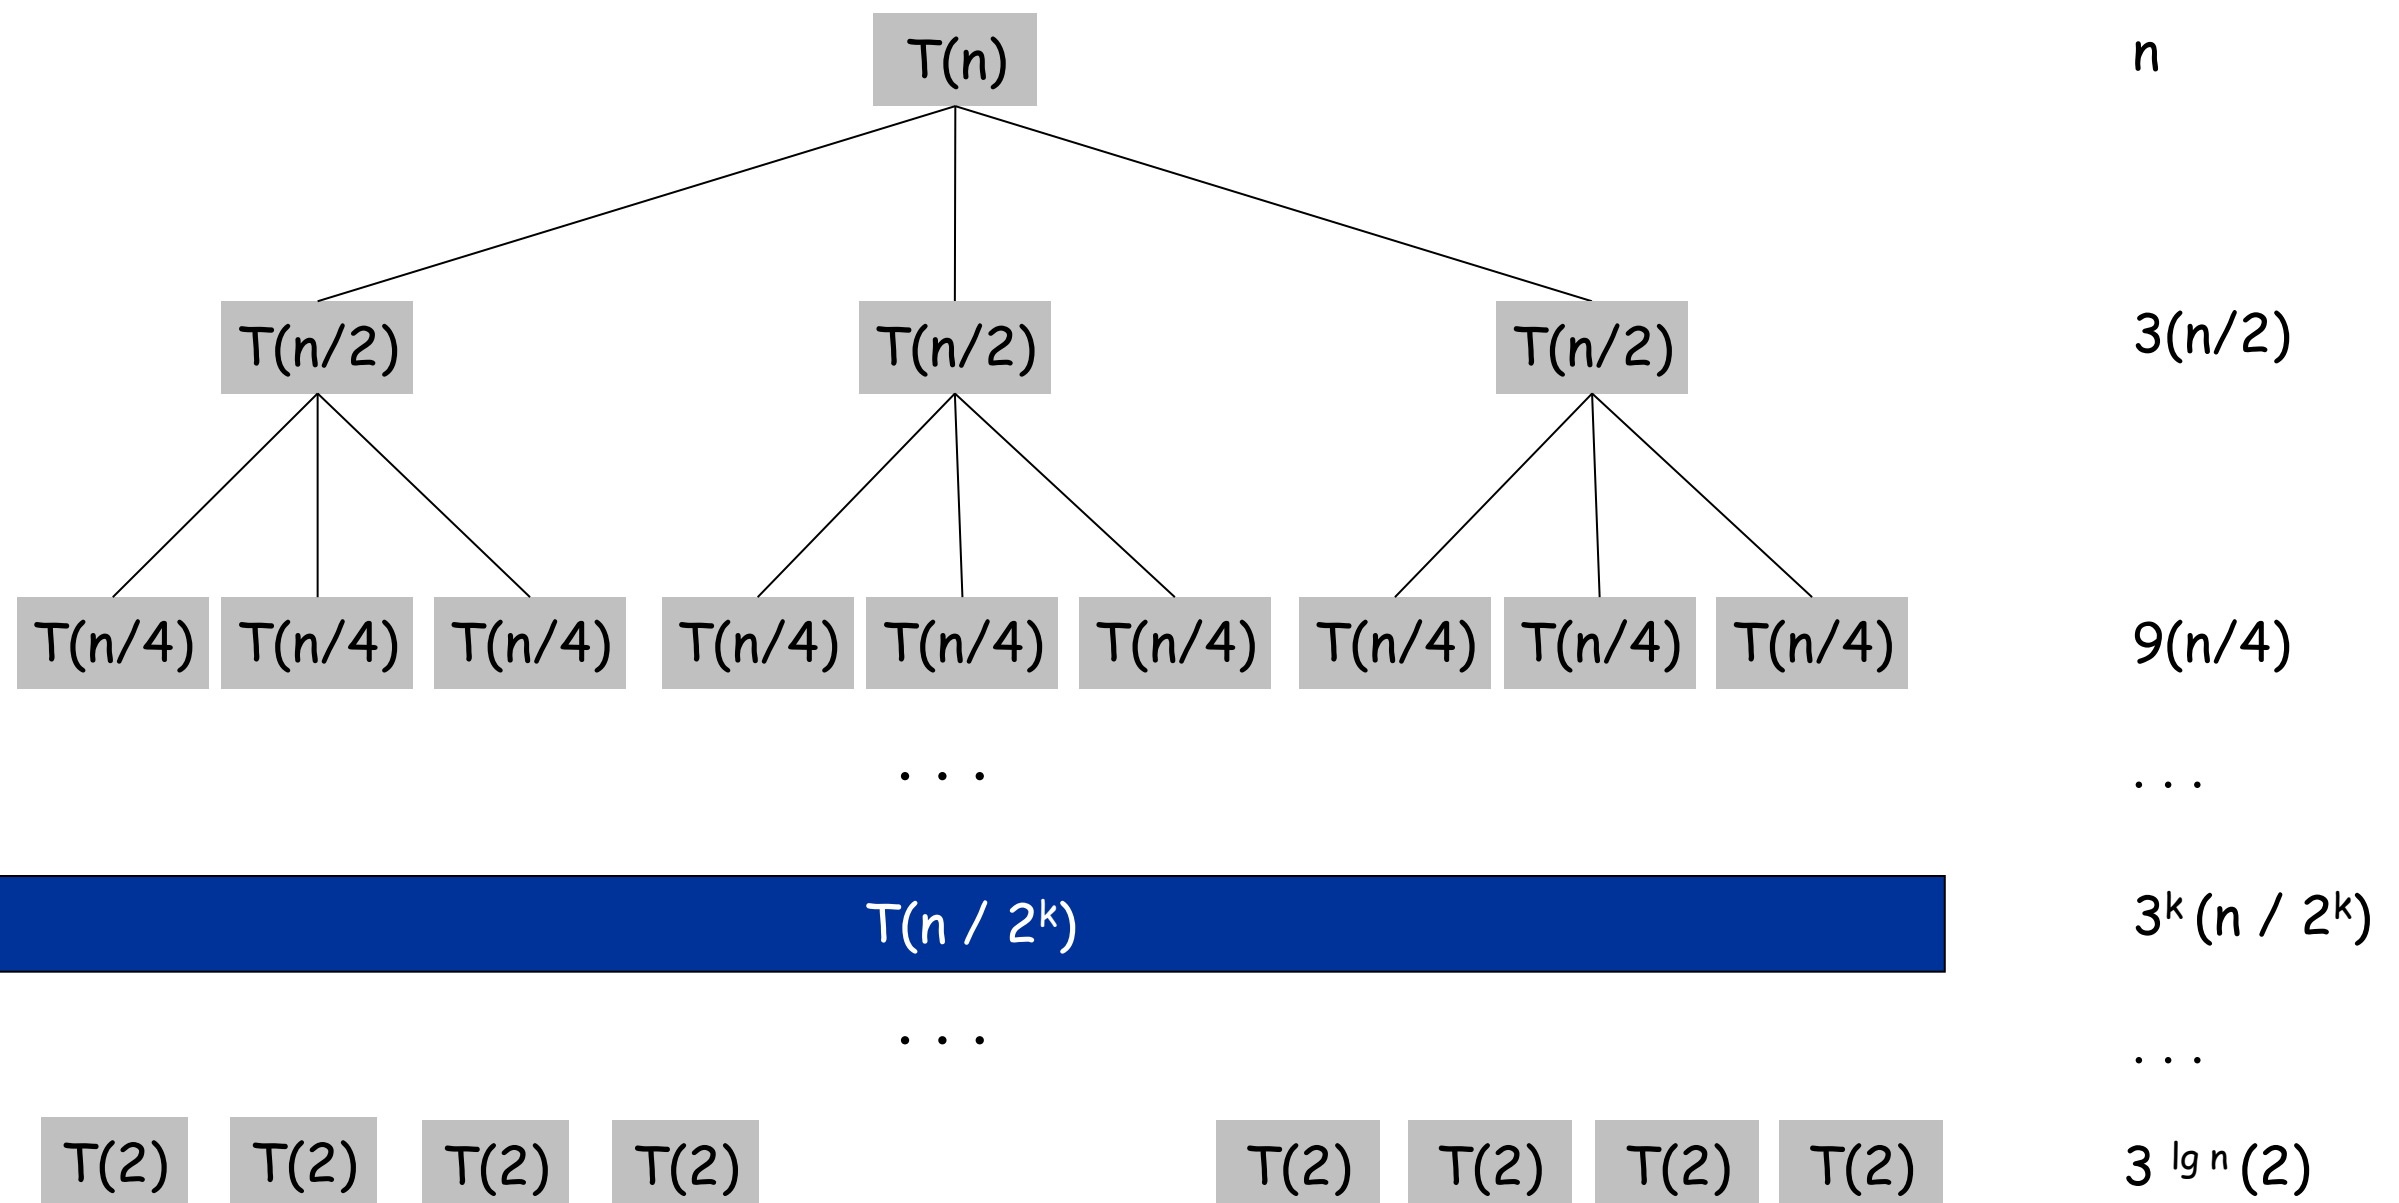 T(n) n
T(n/2) T(n/2) T(n/2) 3(n/2)
T(n/4) T(n/4) T(n/4) T(n/4) T(n/4) T(n/4) T(n/4) T(n/4) T(n/4) 9(n/4)
. . . . . .
T(n / 2ᵏ) 3ᵏ (n / 2ᵏ)
. . . . . .
T(2) T(2) T(2) T(2) T(2) T(2) T(2) T(2) 3 ˡᵍ ⁿ (2)